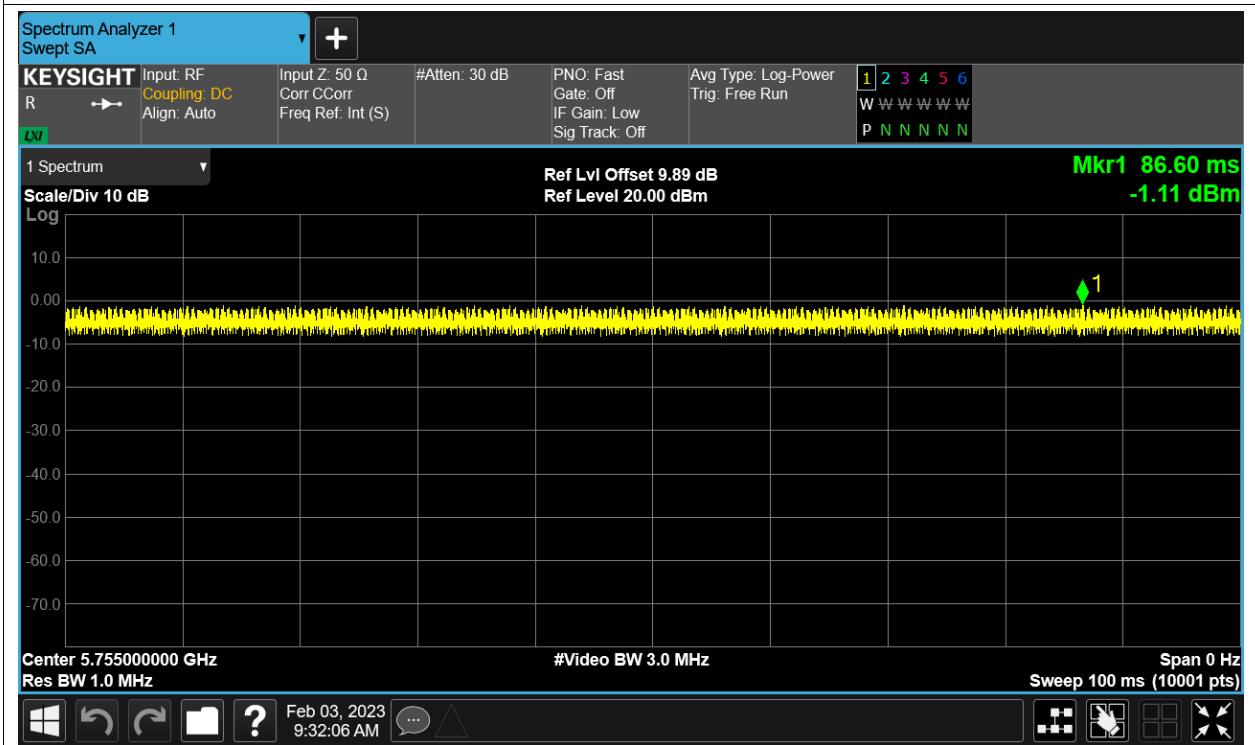 Spectrum Analyzer 1
Swept SA
KEYSIGHT
R
LXI
Input: RF
Coupling: DC
Align: Auto
Input Z: 50 Ω
Corr CCorr
Freq Ref: Int (S)
#Atten: 30 dB
PNO: Fast
Gate: Off
IF Gain: Low
Sig Track: Off
Avg Type: Log-Power
Trig: Free Run
1 2 3 4 5 6
W W W W W W
P N N N N N
1 Spectrum
Scale/Div 10 dB
Log
Ref Lvl Offset 9.89 dB
Ref Level 20.00 dBm
Mkr1 86.60 ms
-1.11 dBm
10.0
0.00
-10.0
-20.0
-30.0
-40.0
-50.0
-60.0
-70.0
1
Center 5.755000000 GHz
Res BW 1.0 MHz
#Video BW 3.0 MHz
Span 0 Hz
Sweep 100 ms (10001 pts)
?
Feb 03, 2023
9:32:06 AM